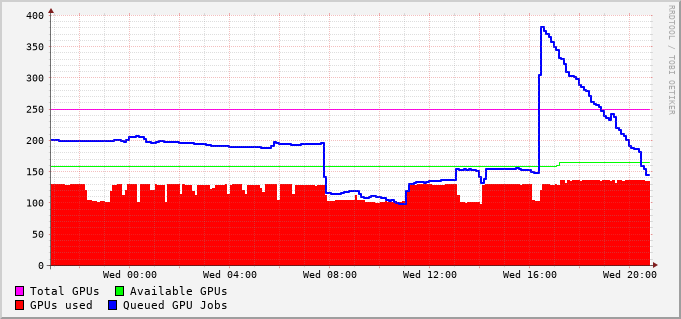 RRDTOOL / TOBI OETIKER
400
350
300
250
200
150
100
50
0
Wed 00:00 Wed 04:00 Wed 08:00 Wed 12:00 Wed 16:00 Wed 20:00
Total GPUs Available GPUs
GPUs used Queued GPU Jobs